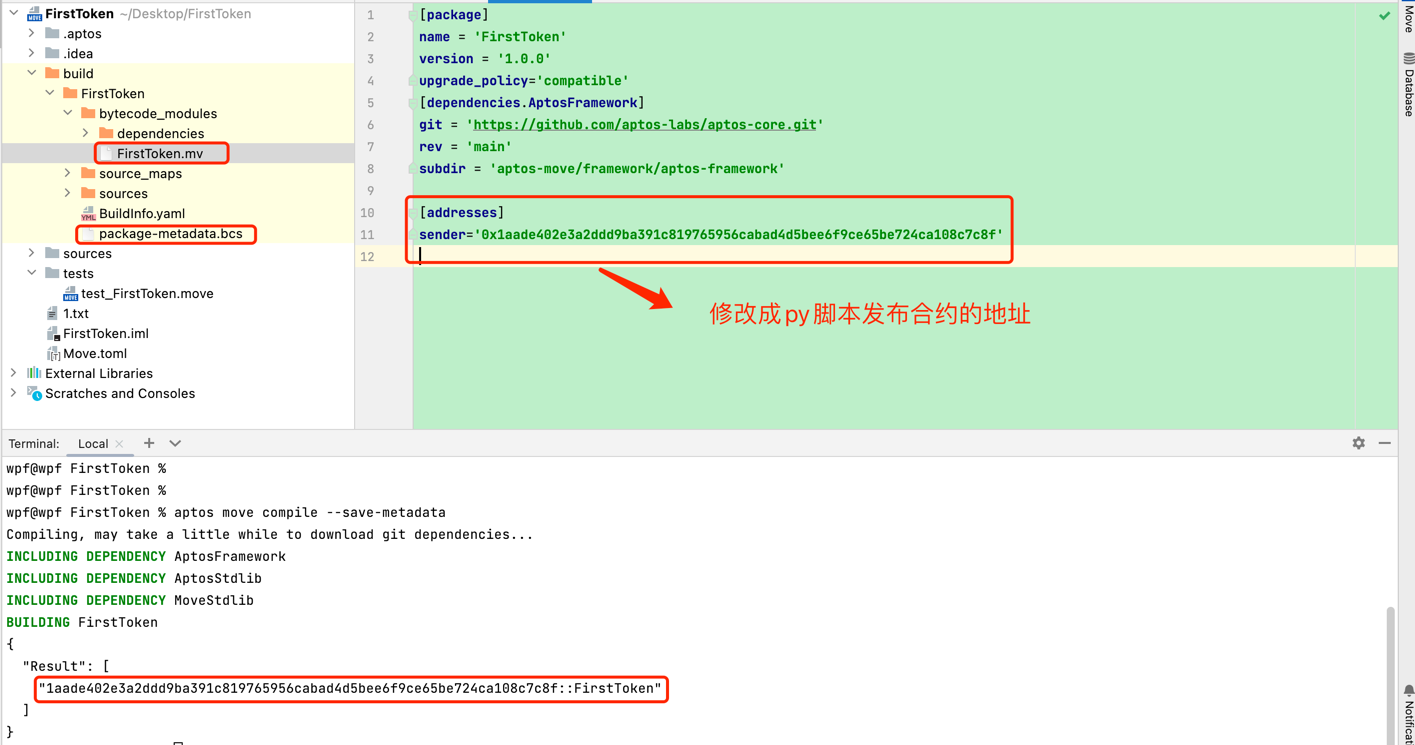 FirstToken ~/Desktop/FirstToken
.aptos
.idea
build
FirstToken
bytecode_modules
dependencies
FirstToken.mv
source_maps
sources
BuildInfo.yaml
package-metadata.bcs
sources
tests
test_FirstToken.move
1.txt
FirstToken.iml
Move.toml
External Libraries
Scratches and Consoles
1 [package]
2 name = 'FirstToken'
3 version = '1.0.0'
4 upgrade_policy='compatible'
5 [dependencies.AptosFramework]
6 git = 'https://github.com/aptos-labs/aptos-core.git'
7 rev = 'main'
8 subdir = 'aptos-move/framework/aptos-framework'
9
10 [addresses]
11 sender='0x1aade402e3a2ddd9ba391c819765956cabad4d5bee6f9ce65be724ca108c7c8f'
12
修改成py脚本发布合约的地址
Move
Database
Terminal: Local
wpf@wpf FirstToken %
wpf@wpf FirstToken %
wpf@wpf FirstToken % aptos move compile --save-metadata
Compiling, may take a little while to download git dependencies...
INCLUDING DEPENDENCY AptosFramework
INCLUDING DEPENDENCY AptosStdlib
INCLUDING DEPENDENCY MoveStdlib
BUILDING FirstToken
{
"Result": [
"1aade402e3a2ddd9ba391c819765956cabad4d5bee6f9ce65be724ca108c7c8f::FirstToken"
]
}
Notificat